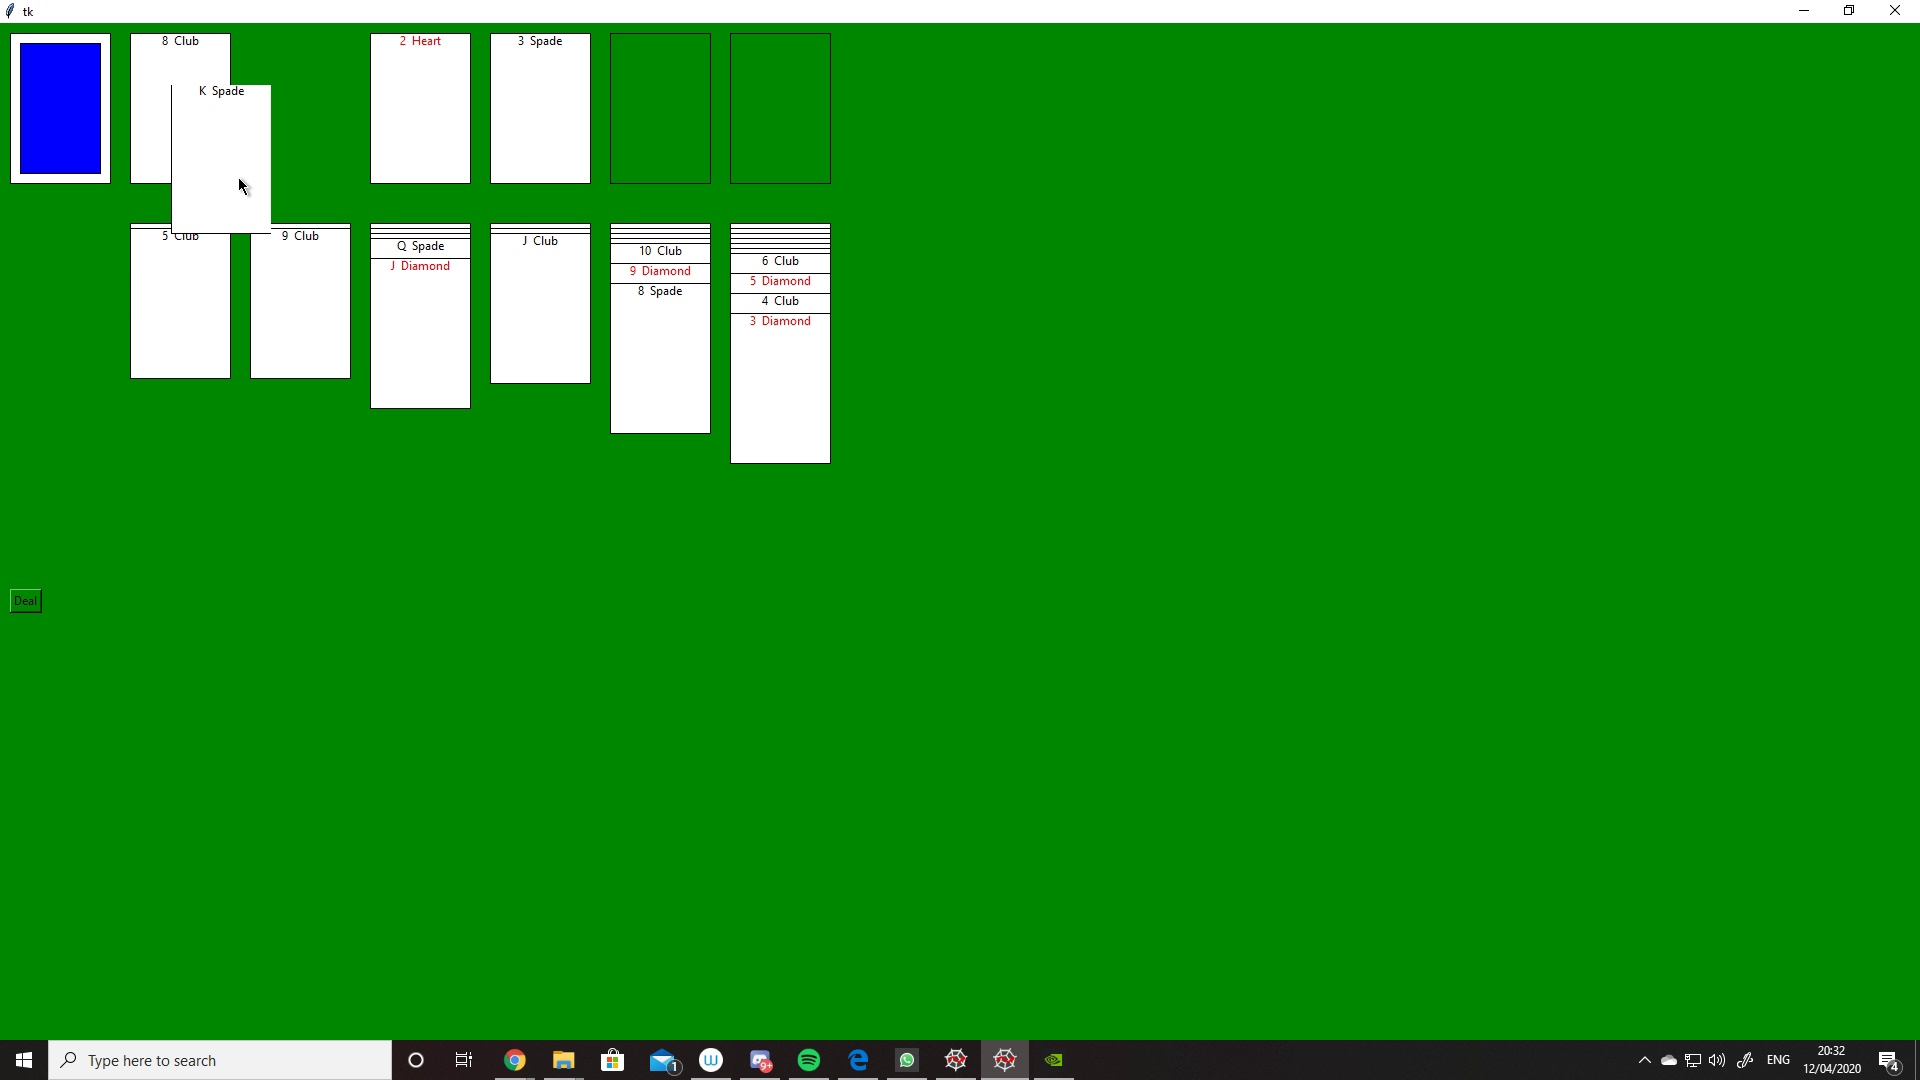 tk
8 Club
2 Heart
3 Spade
K Spade
5 Club
9 Club
Q Spade
J Diamond
J Club
10 Club
9 Diamond
8 Spade
6 Club
5 Diamond
4 Club
3 Diamond
Deal
Type here to search
1
W
9+
ENG
20:32
12/04/2020
4